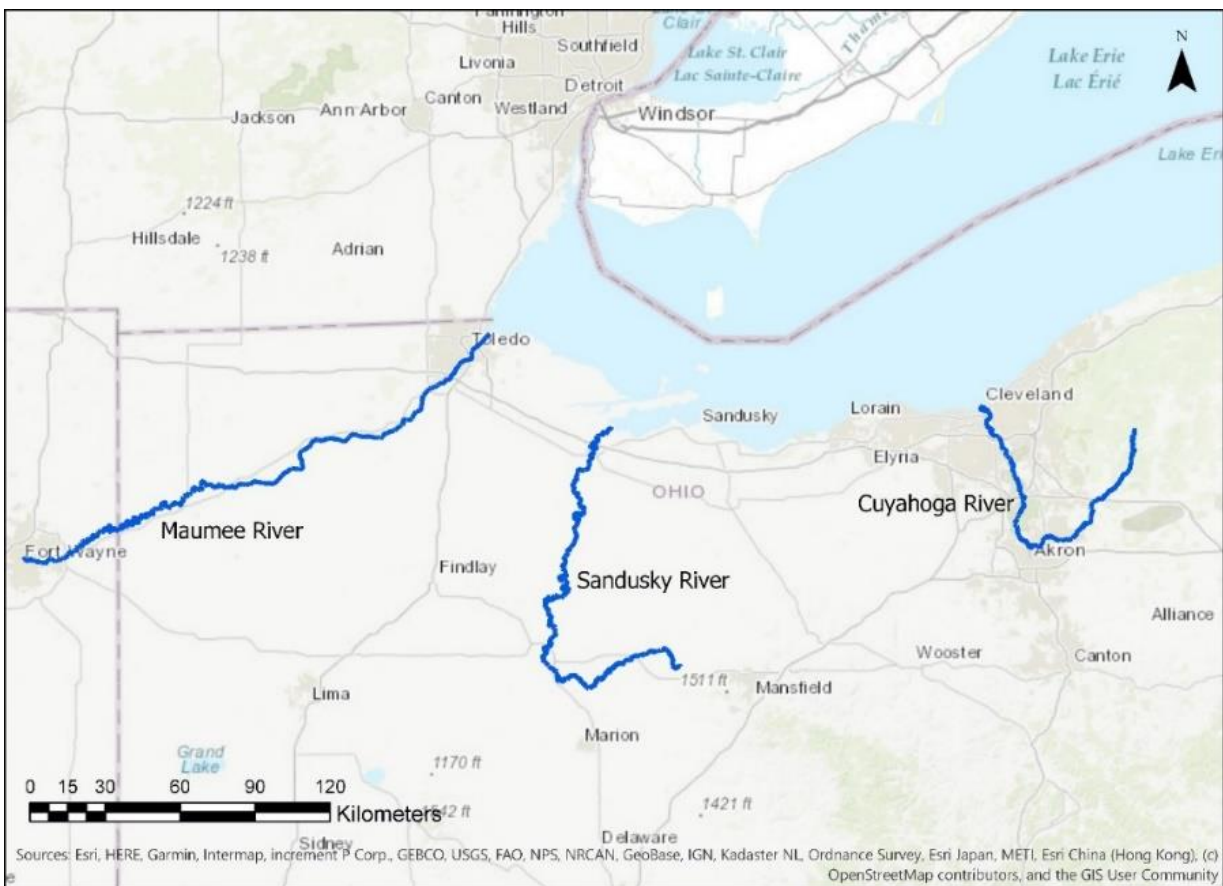 Hills
Clair
Southfield
Lake St. Clair
Lac Sainte-Claire
Thames
Lake Erie
Lac Érié
N
Livonia
Detroit
Canton
Westland
Ann Arbor
Jackson
Windsor
1224 ft
Hillsdale
1238 ft
Adrian
Toledo
Cleveland
Sandusky
Lorain
Elyria
OHIO
Cuyahoga River
Maumee River
Fort Wayne
Akron
Findlay
Sandusky River
Alliance
Wooster
Canton
1511 ft
Mansfield
Lima
Marion
Grand
Lake
1170 ft
0 15 30 60 90 120
Kilometers
1421 ft
Sidney
Delaware
Sources: Esri, HERE, Garmin, Intermap, increment P Corp., GEBCO, USGS, FAO, NPS, NRCAN, GeoBase, IGN, Kadaster NL, Ordnance Survey, Esri Japan, METI, Esri China (Hong Kong), (c)
OpenStreetMap contributors, and the GIS User Community